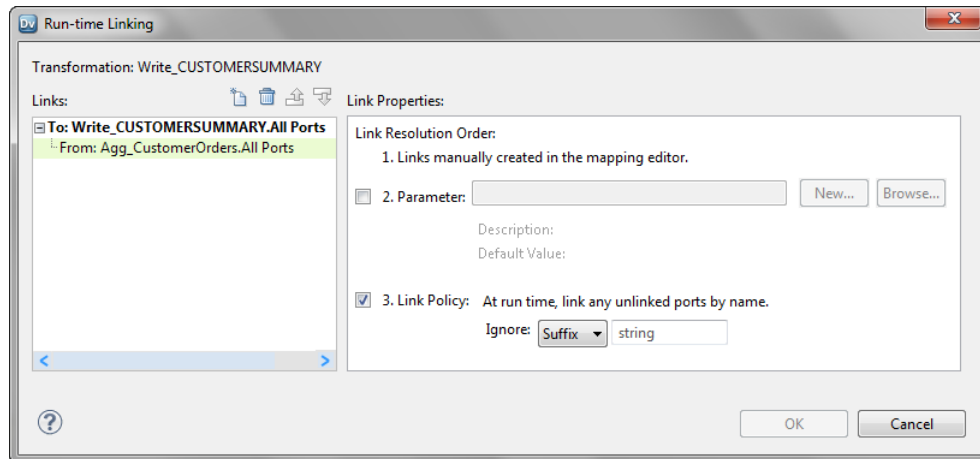 Dv Run-time Linking
x
Transformation: Write_CUSTOMERSUMMARY
Links:
Link Properties:
To: Write_CUSTOMERSUMMARY.All Ports
From: Agg_CustomerOrders.All Ports
Link Resolution Order:
1. Links manually created in the mapping editor.
2. Parameter:
New...
Browse...
Description:
Default Value:
3. Link Policy: At run time, link any unlinked ports by name.
Ignore: Suffix string
?
OK
Cancel